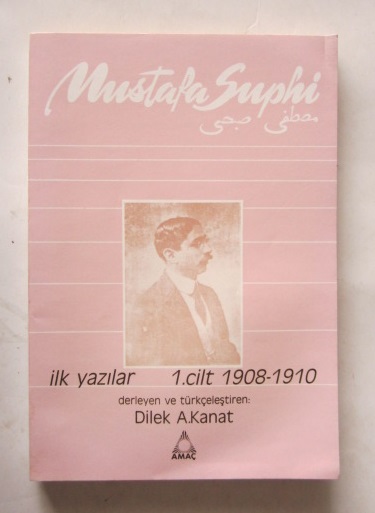 Mustafa Suphi
مصطفى صبحى
ilk yazılar 1.cilt 1908-1910
derleyen ve türkçeleştiren:
Dilek A.Kanat
AMAÇ